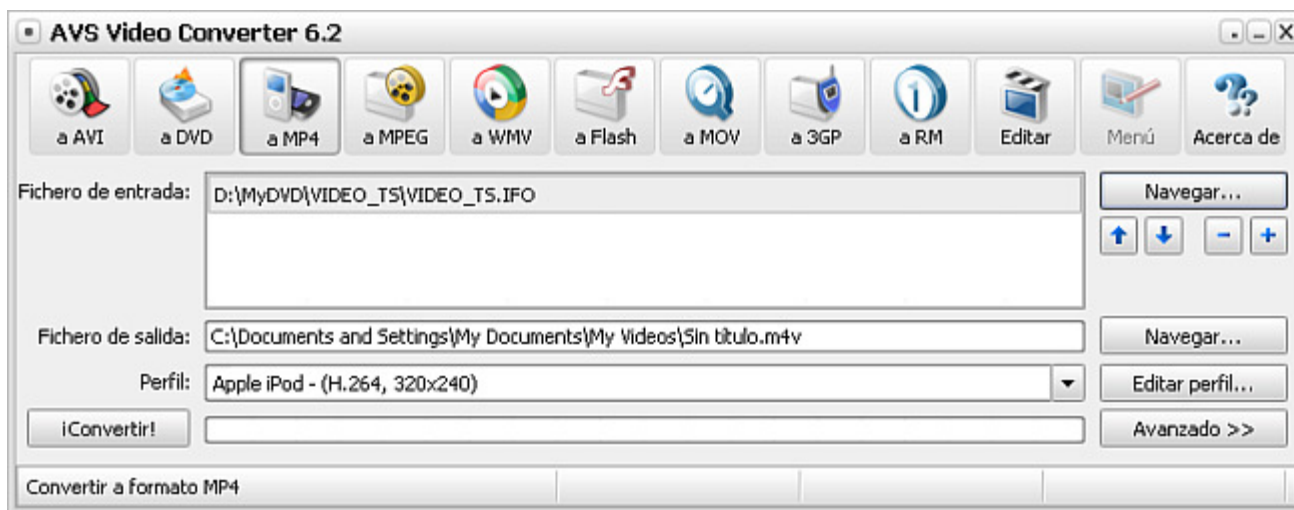 AVS Video Converter 6.2
a AVI a DVD a MP4 a MPEG a WMV a Flash a MOV a 3GP a RM Editar Menú Acerca de
Fichero de entrada: D:\MyDVD\VIDEO_TS\VIDEO_TS.IFO Navegar...
Fichero de salida: C:\Documents and Settings\My Documents\My Videos\Sin título.m4v Navegar...
Perfil: Apple iPod - (H.264, 320x240) Editar perfil...
¡Convertir! Avanzado >>
Convertir a formato MP4